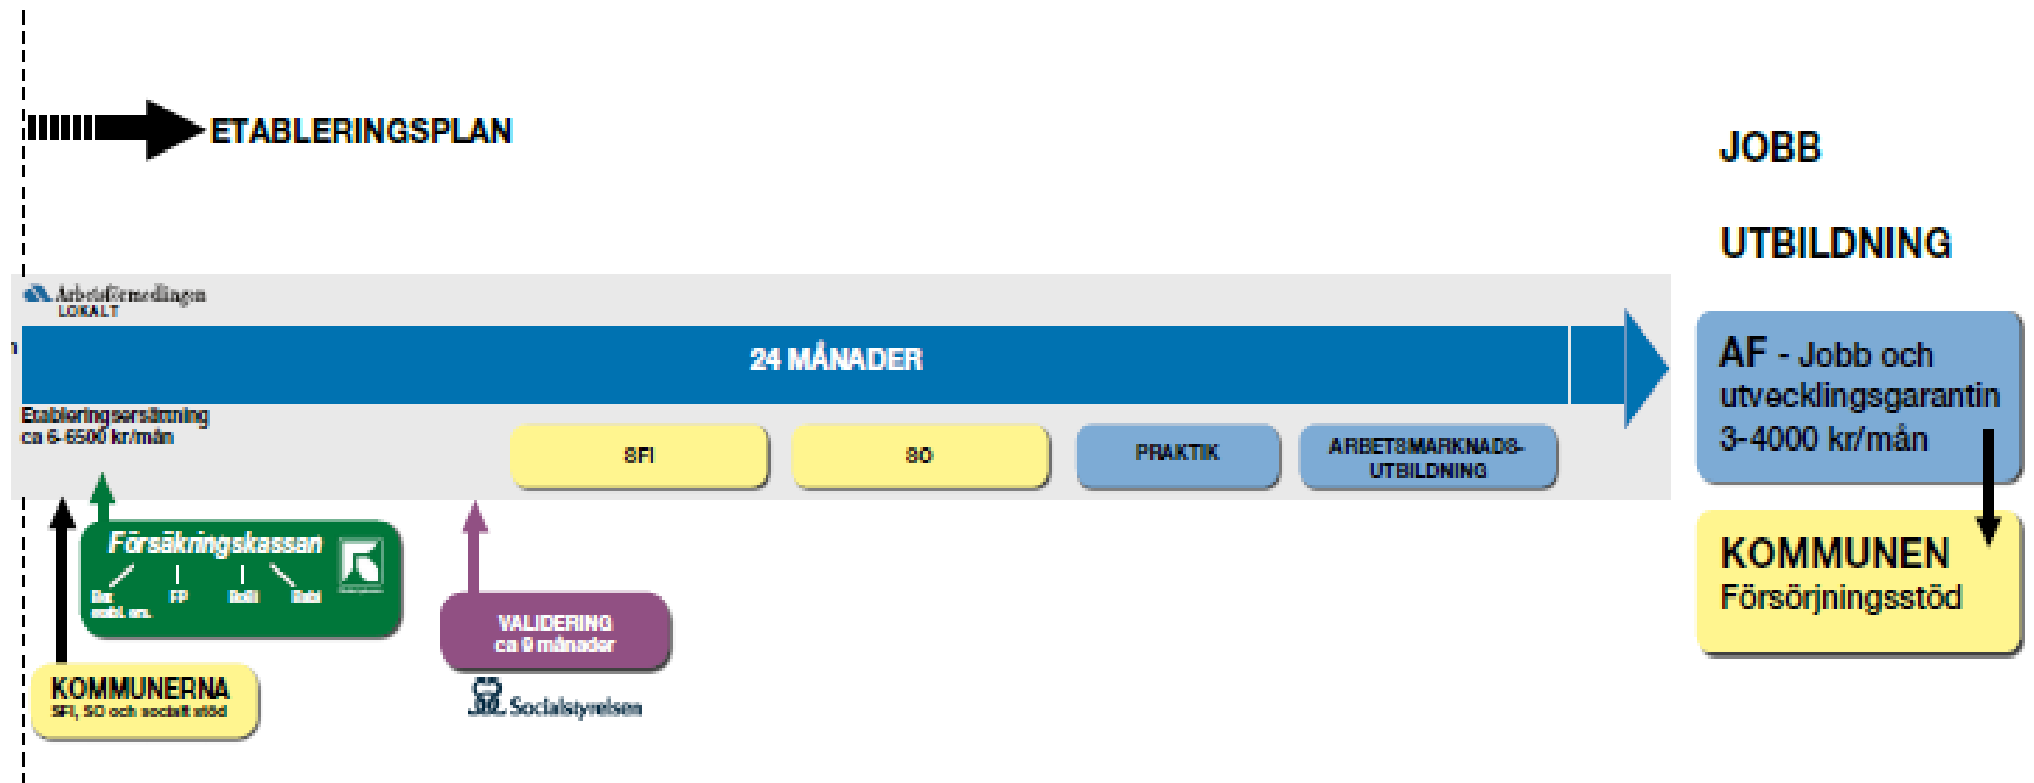 ETABLERINGSPLAN
JOBB
UTBILDNING
Arbetsförmedlingen
LOKALT
24 MÅNADER
Etableringsersättning
ca 6-6500 kr/mån
SFI
SO
PRAKTIK
ARBETSMARKNADS-
UTBILDNING
AF - Jobb och
utvecklingsgarantin
3-4000 kr/mån
KOMMUNEN
Försörjningsstöd
Försäkringskassan
FP
VALIDERING
ca 9 månader
Socialstyrelsen
KOMMUNERNA
SFI, SO och socialt stöd